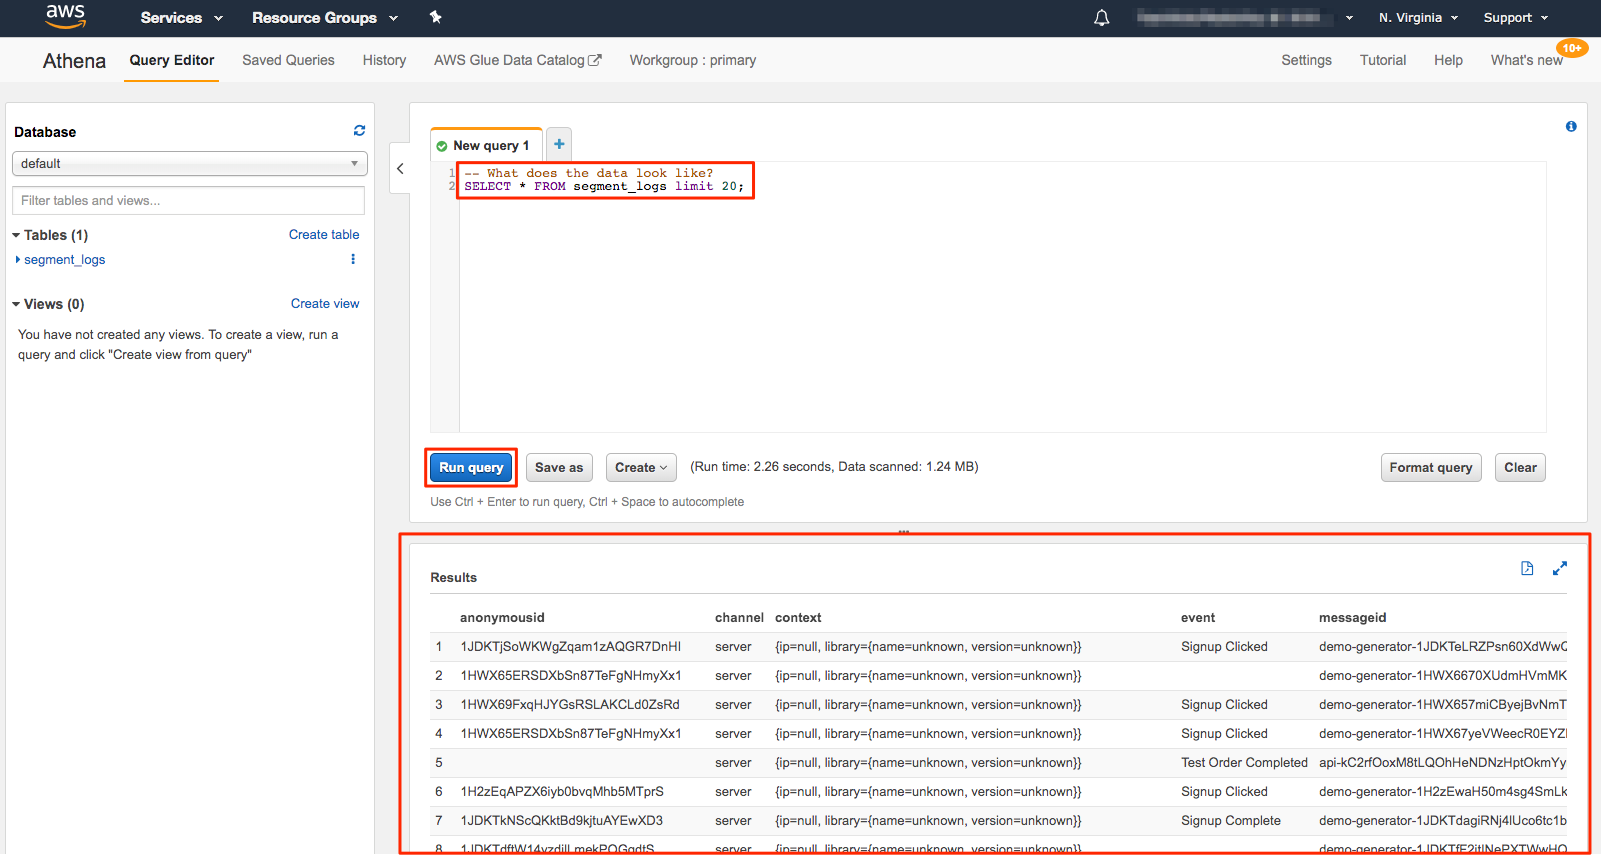 aws Services Resource Groups N. Virginia Support
Athena Query Editor Saved Queries History AWS Glue Data Catalog Workgroup : primary Settings Tutorial Help What's new 10+
Database
default
Filter tables and views...
Tables (1) Create table
segment_logs
Views (0) Create view
You have not created any views. To create a view, run a
query and click "Create view from query"
New query 1 +
1 -- What does the data look like?
2 SELECT * FROM segment_logs limit 20;
Run query Save as Create (Run time: 2.26 seconds, Data scanned: 1.24 MB) Format query Clear
Use Ctrl + Enter to run query, Ctrl + Space to autocomplete
Results
anonymousid channel context event messageid
1 1JDKTjSoWKWgZqam1zAQGR7DnHI server {ip=null, library={name=unknown, version=unknown}} Signup Clicked demo-generator-1JDKTeLRZPsn60XdWwC
2 1HWX65ERSDXbSn87TeFgNHmyXx1 server {ip=null, library={name=unknown, version=unknown}} demo-generator-1HWX6670XUdmHVmMK
3 1HWX69FxqHJYGsRSLAKCLd0ZsRd server {ip=null, library={name=unknown, version=unknown}} Signup Clicked demo-generator-1HWX657miCByejBvNmT
4 1HWX65ERSDXbSn87TeFgNHmyXx1 server {ip=null, library={name=unknown, version=unknown}} Signup Clicked demo-generator-1HWX67yeVWeecR0EYZI
5 server {ip=null, library={name=unknown, version=unknown}} Test Order Completed api-kC2rfOoxM8tLQOhHeNDNzHptOkmYy
6 1H2zEqAPZX6iyb0bvqMhb5MTprS server {ip=null, library={name=unknown, version=unknown}} Signup Clicked demo-generator-1H2zEwaH50m4sg4SmLk
7 1JDKTkNScQKktBd9kjtuAYEwXD3 server {ip=null, library={name=unknown, version=unknown}} Signup Complete demo-generator-1JDKTdagiRNj4lUco6tc1b
8 server {ip=null, library={name=unknown, version=unknown}} Signup Clicked